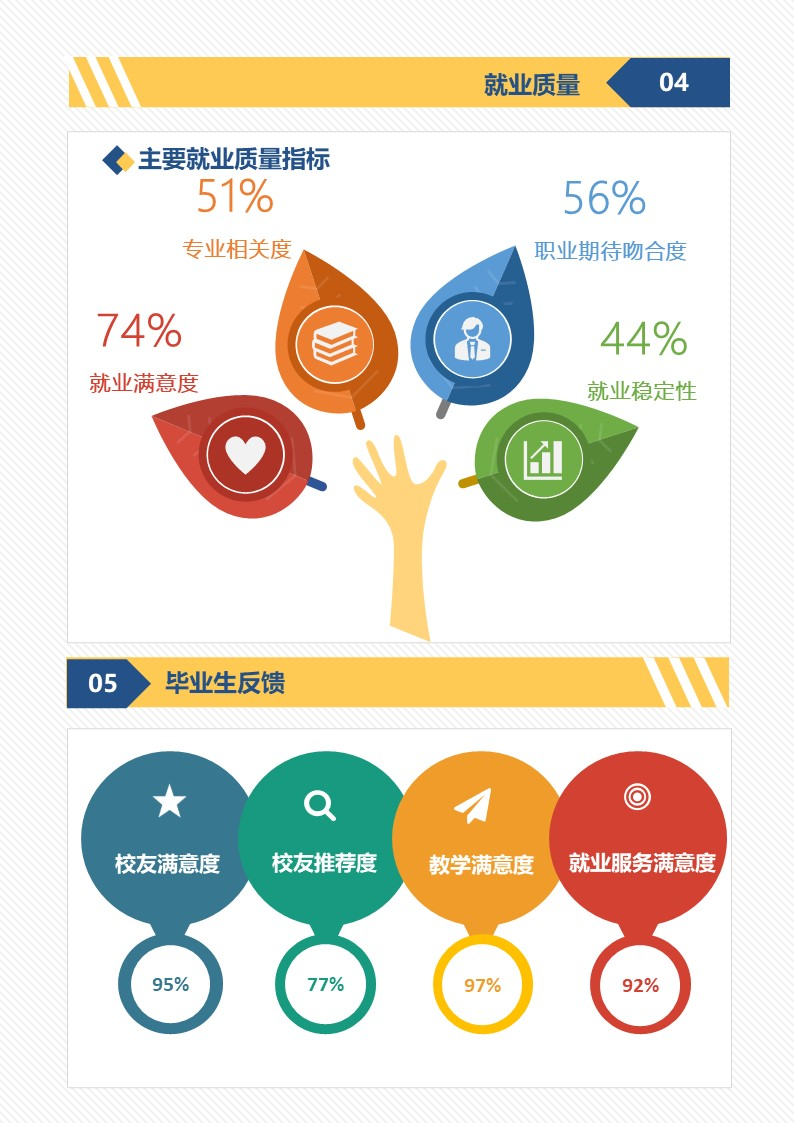 就业质量
04
主要就业质量指标
51%
专业相关度
56%
职业期待吻合度
74%
就业满意度
44%
就业稳定性
05
毕业生反馈
校友满意度
校友推荐度
教学满意度
就业服务满意度
95%
77%
97%
92%